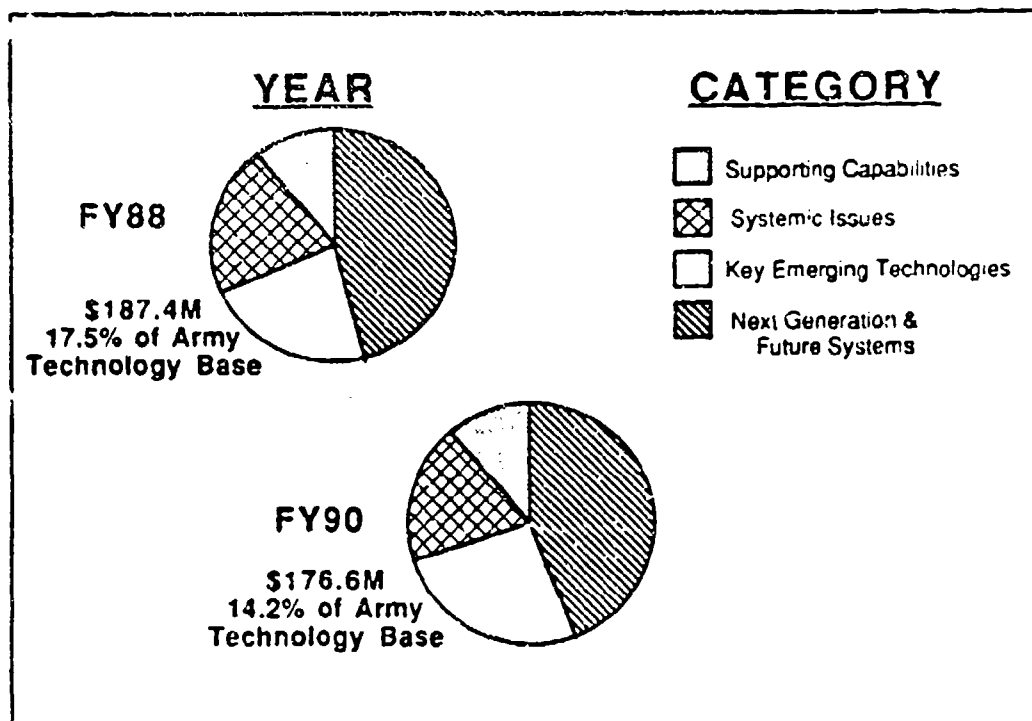 YEAR
CATEGORY
FY88
$187.4M
17.5% of Army
Technology Base
Supporting Capabilities
Systemic Issues
Key Emerging Technologies
Next Generation &
Future Systems
FY90
$176.6M
14.2% of Army
Technology Base